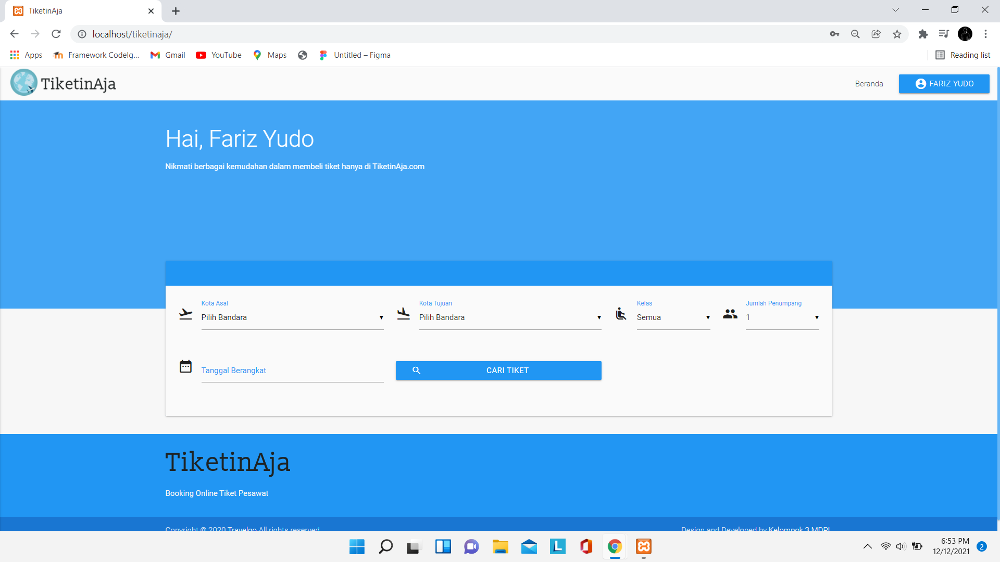 TiketinAja
localhost/tiketinaja/
Apps
Framework CodeIg...
Gmail
YouTube
Maps
Untitled – Figma
Reading list
TiketinAja
Beranda
FARIZ YUDO
Hai, Fariz Yudo
Nikmati berbagai kemudahan dalam membeli tiket hanya di TiketinAja.com
Kota Asal
Pilih Bandara
Kota Tujuan
Pilih Bandara
Kelas
Semua
Jumlah Penumpang
1
Tanggal Berangkat
CARI TIKET
TiketinAja
Booking Online Tiket Pesawat
Copyright © 2020 Travelgo All rights reserved
Design and Developed by Kelompok 3 MDPL
6:53 PM
12/12/2021
2